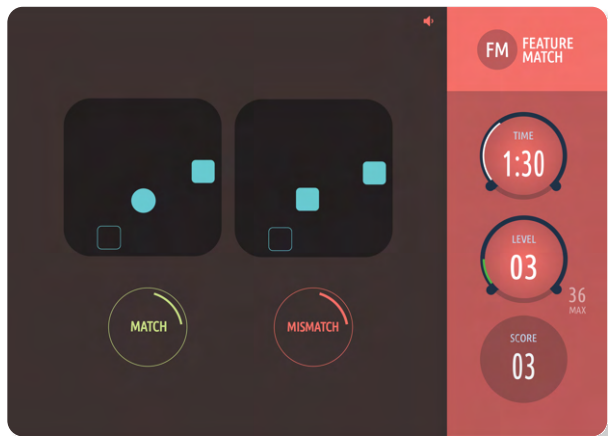 FM
FEATURE
MATCH
TIME
1:30
LEVEL
03
36
MAX
SCORE
03
MATCH
MISMATCH